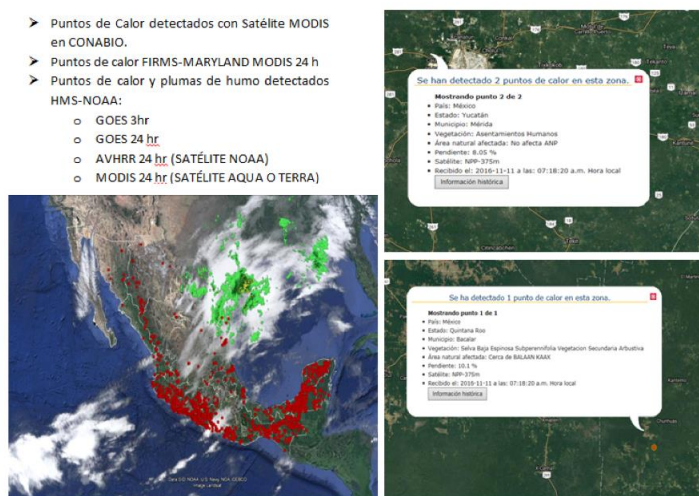 Puntos de Calor detectados con Satélite MODIS
en CONABIO.
Puntos de calor FIRMS-MARYLAND MODIS 24 h
Puntos de calor y plumas de humo detectados
HMS-NOAA:
GOES 3hr
GOES 24 hr
AVHRR 24 hr (SATÉLITE NOAA)
MODIS 24 hr (SATÉLITE AQUA O TERRA)
Se han detectado 2 puntos de calor en esta zona.
Mostrando punto 2 de 2
País: México
Estado: Yucatán
Municipio: Mérida
Vegetación: Asentamientos Humanos
Área natural afectada: No afecta ANP
Pendiente: 8.05 %
Satélite: NPP-375m
Recibido el: 2016-11-11 a las: 07:18:20 a.m. Hora local
Información histórica
Se ha detectado 1 punto de calor en esta zona.
Mostrando punto 1 de 1
País: México
Estado: Quintana Roo
Municipio: Bacalar
Vegetación: Selva Baja Espinosa Subperennifolia Vegetacion Secundaria Arbustiva
Área natural afectada: Cerca de BALAAN KAAX
Pendiente: 10.1 %
Satélite: NPP-375m
Recibido el: 2016-11-11 a las: 07:18:20 a.m. Hora local
Información histórica